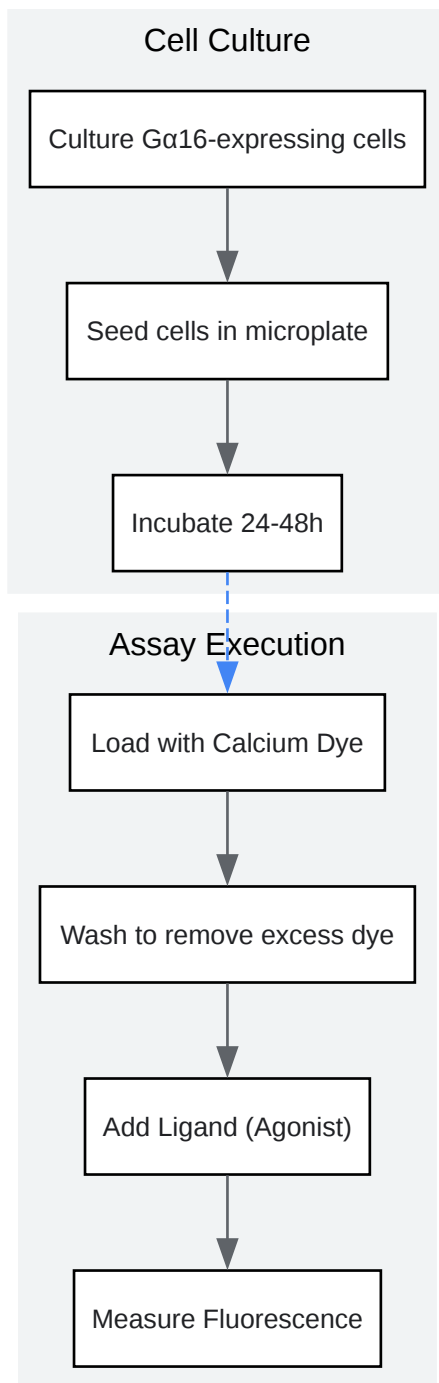 Cell Culture
Culture Gα16-expressing cells
Seed cells in microplate
Incubate 24-48h
Assay Execution
Load with Calcium Dye
Wash to remove excess dye
Add Ligand (Agonist)
Measure Fluorescence